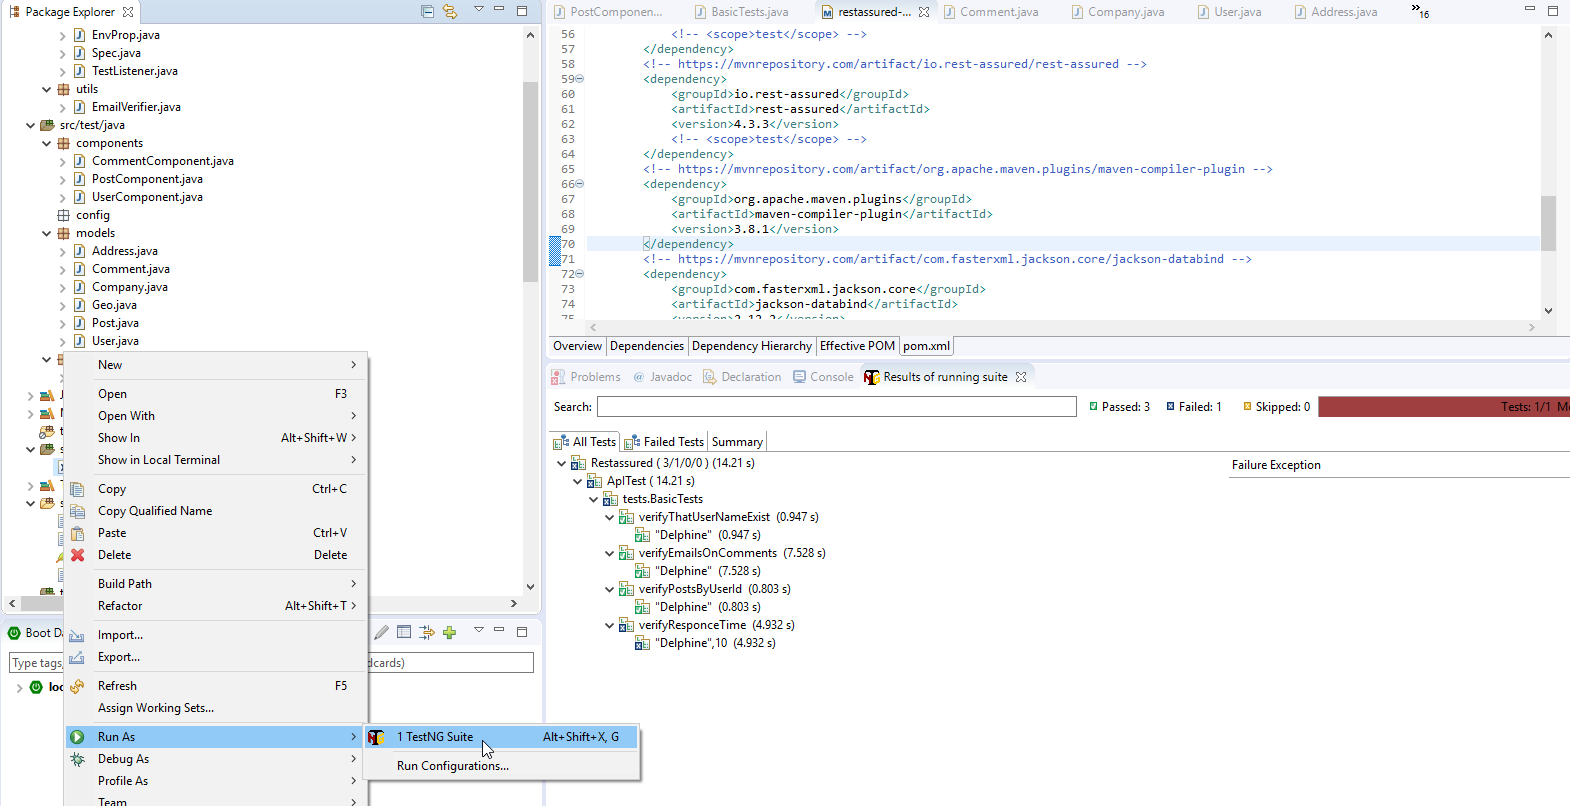 Package Explorer
EnvProp.java
Spec.java
TestListener.java
utils
EmailVerifier.java
src/test/java
components
CommentComponent.java
PostComponent.java
UserComponent.java
config
models
Address.java
Comment.java
Company.java
Geo.java
Post.java
User.java
New
Open F3
Open With
Show In Alt+Shift+W
Show in Local Terminal
Copy Ctrl+C
Copy Qualified Name
Paste Ctrl+V
Delete Delete
Build Path
Refactor Alt+Shift+T
Import...
Export...
Refresh F5
Assign Working Sets...
Run As
Debug As
Profile As
Team
1 TestNG Suite Alt+Shift+X, G
Run Configurations...
Boot Da
Type tags, dcards)
loc
PostComponen... BasicTests.java restassured-... Comment.java Company.java User.java Address.java »16
56 <!-- <scope>test</scope> -->
57 </dependency>
58 <!-- https://mvnrepository.com/artifact/io.rest-assured/rest-assured -->
59 <dependency>
60 <groupId>io.rest-assured</groupId>
61 <artifactId>rest-assured</artifactId>
62 <version>4.3.3</version>
63 <!-- <scope>test</scope> -->
64 </dependency>
65 <!-- https://mvnrepository.com/artifact/org.apache.maven.plugins/maven-compiler-plugin -->
66 <dependency>
67 <groupId>org.apache.maven.plugins</groupId>
68 <artifactId>maven-compiler-plugin</artifactId>
69 <version>3.8.1</version>
70 </dependency>
71 <!-- https://mvnrepository.com/artifact/com.fasterxml.jackson.core/jackson-databind -->
72 <dependency>
73 <groupId>com.fasterxml.jackson.core</groupId>
74 <artifactId>jackson-databind</artifactId>
75 <version>2.12.2</version>
Overview Dependencies Dependency Hierarchy Effective POM pom.xml
Problems @ Javadoc Declaration Console Results of running suite
Search: Passed: 3 Failed: 1 Skipped: 0 Tests: 1/1 Me
All Tests Failed Tests Summary
Restassured ( 3/1/0/0 ) (14.21 s)
ApITest ( 14.21 s)
tests.BasicTests
verifyThatUserNameExist (0.947 s)
"Delphine" (0.947 s)
verifyEmailsOnComments (7.528 s)
"Delphine" (7.528 s)
verifyPostsByUserId (0.803 s)
"Delphine" (0.803 s)
verifyResponceTime (4.932 s)
"Delphine",10 (4.932 s)
Failure Exception